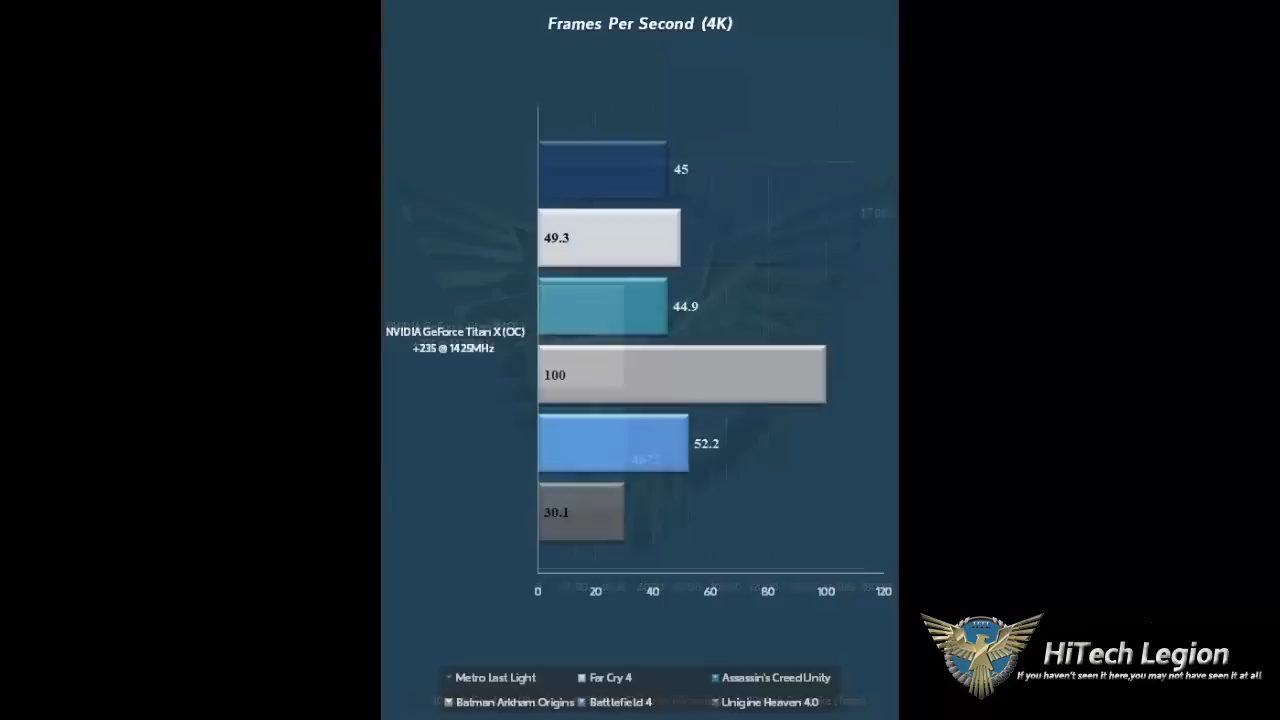 Frames Per Second (4K)
45
49.3
44.9
NVIDIA GeForce Titan X (OC)
+235 @ 1425MHz
100
52.2
30.1
0 20 40 60 80 100 120
Metro Last Light Far Cry 4 Assassin's Creed Unity
Batman Arkham Origins Battlefield 4 Unigine Heaven 4.0
HiTech Legion
If you haven't seen it here,you may not have seen it at all